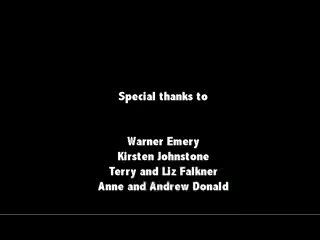 Special thanks to
Warner Emery
Kirsten Johnstone
Terry and Liz Falkner
Anne and Andrew Donald